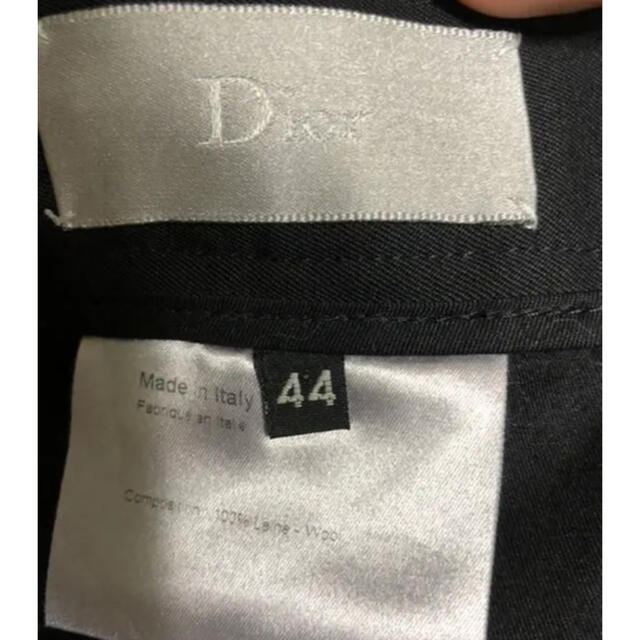 Dior
Made in Italy
44
Fabriqué en Italie
Composition: 100% Laine - Wool